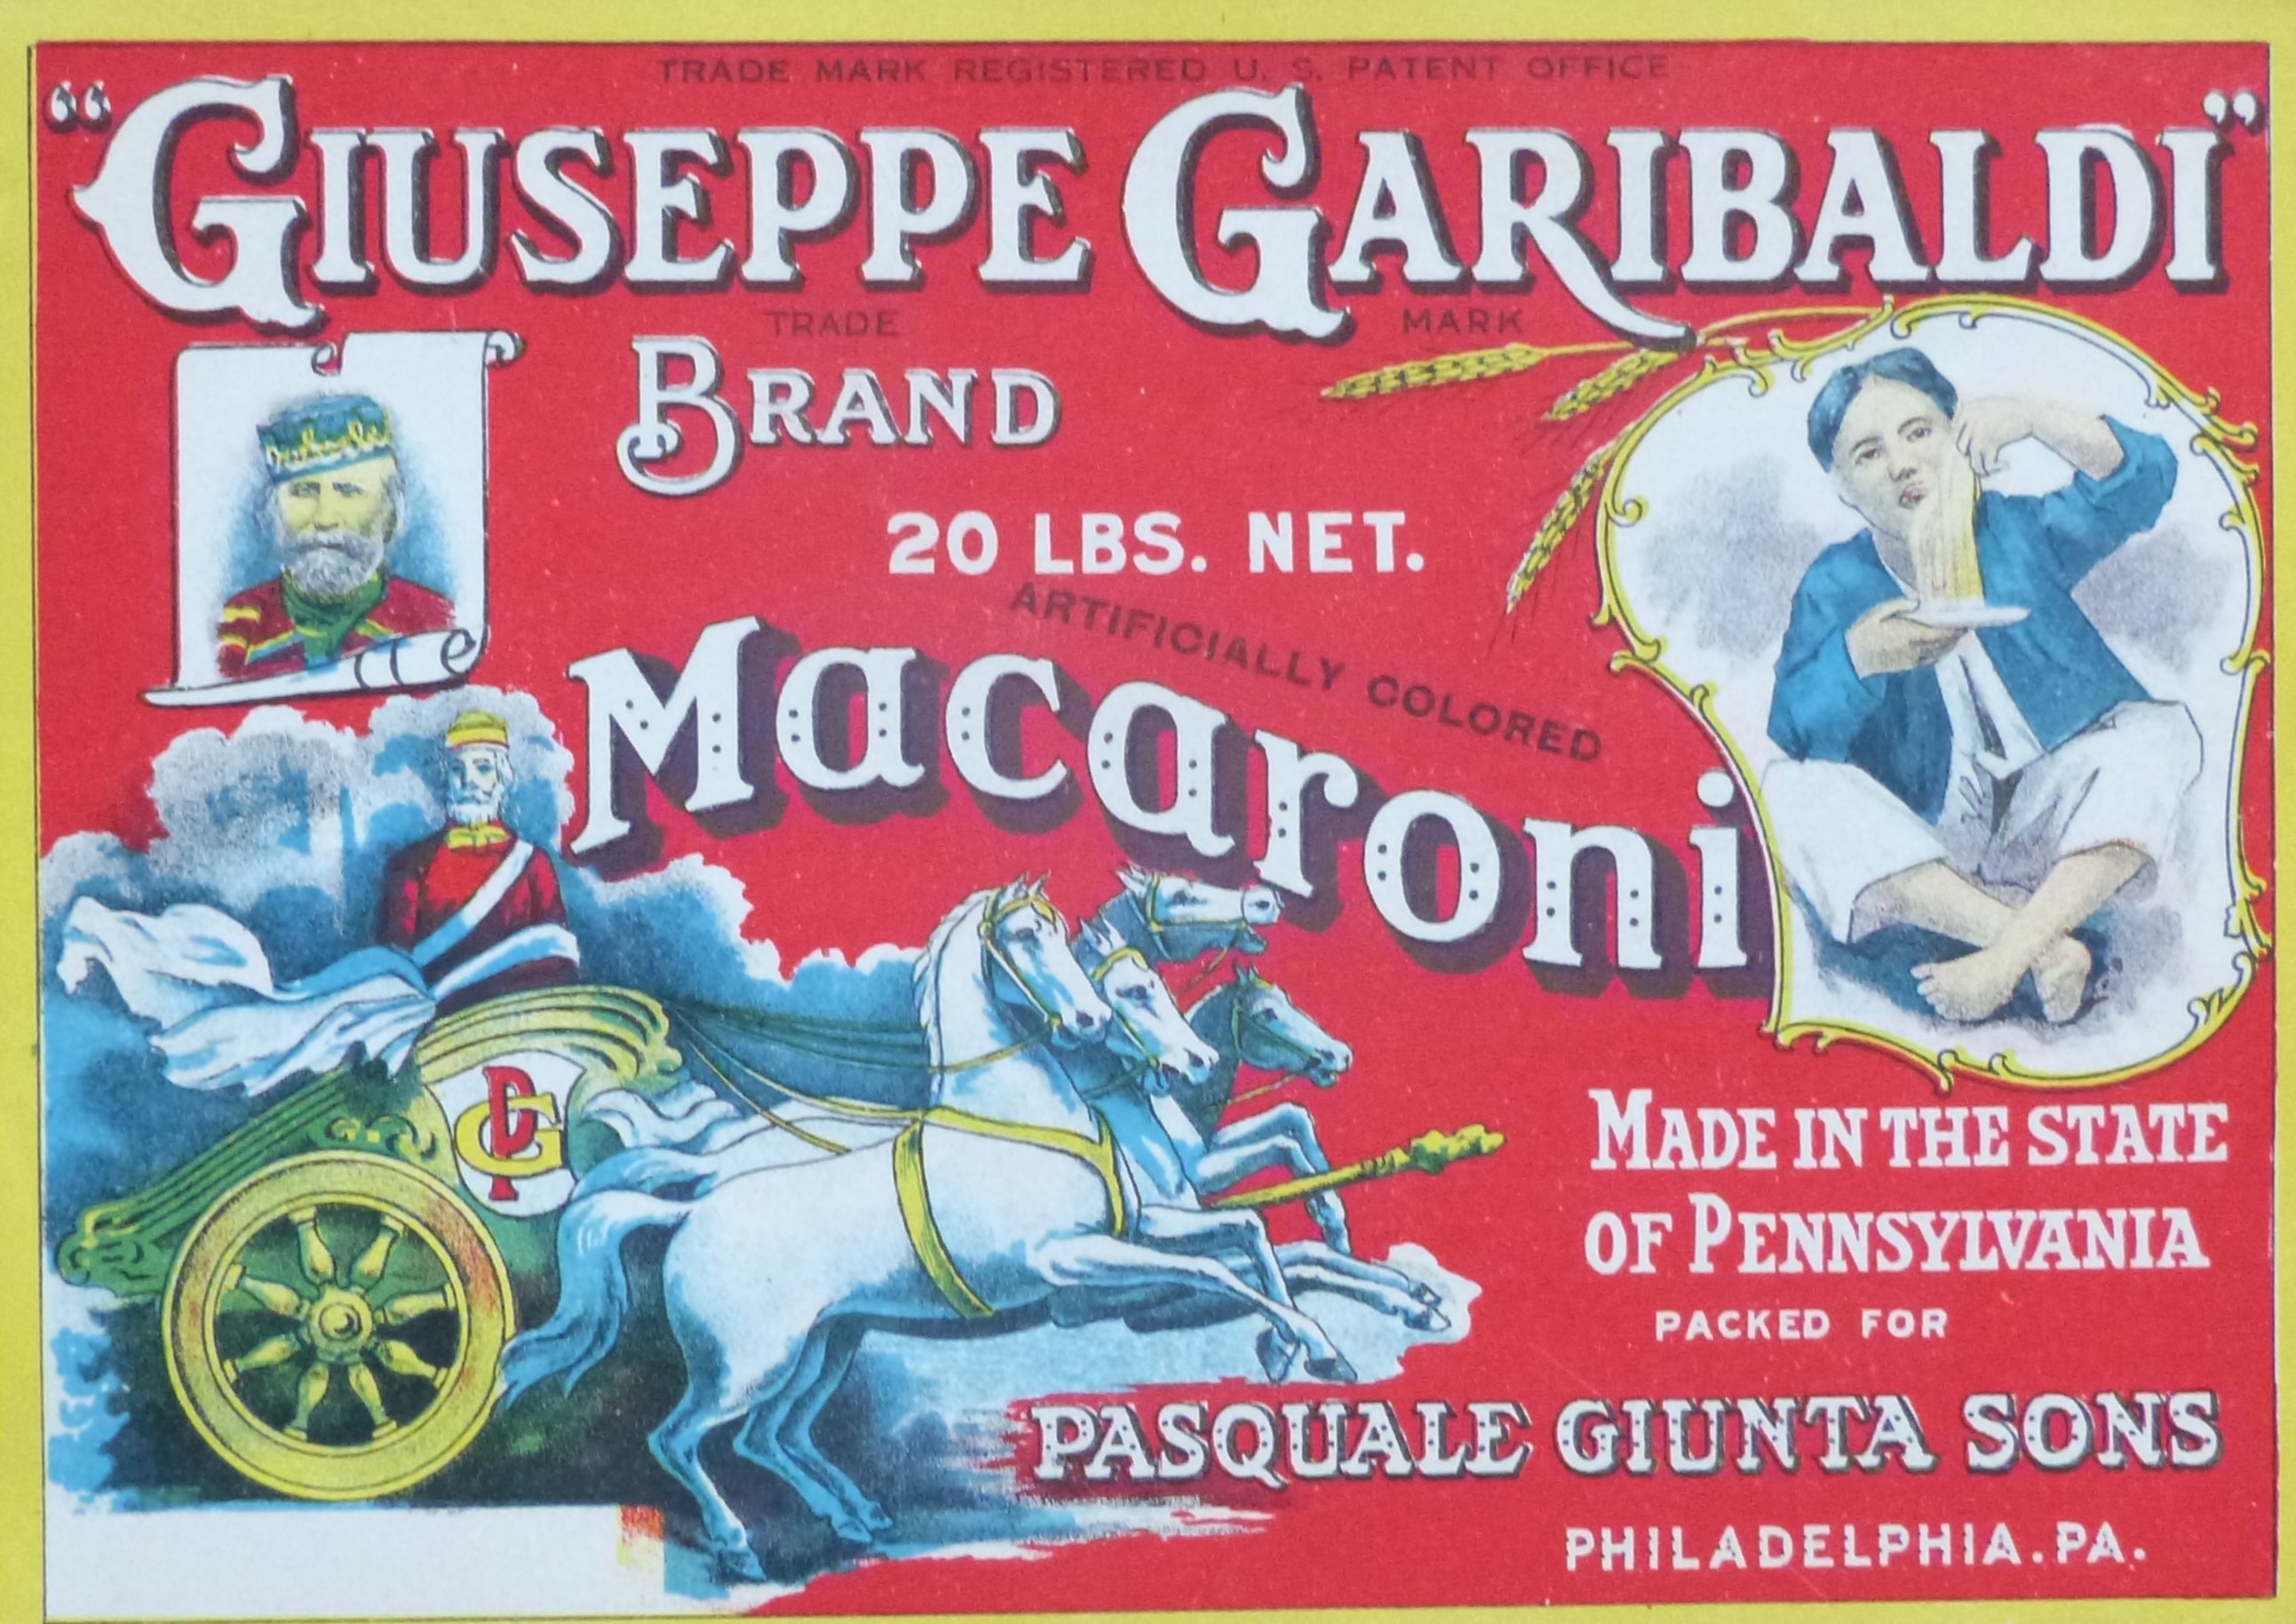 TRADE MARK REGISTERED U. S. PATENT OFFICE
"GIUSEPPE GARIBALDI"
TRADE MARK
BRAND
20 LBS. NET.
ARTIFICIALLY COLORED
Macaroni
PG
MADE IN THE STATE
OF PENNSYLVANIA
PACKED FOR
PASQUALE GIUNTA SONS
PHILADELPHIA. PA.